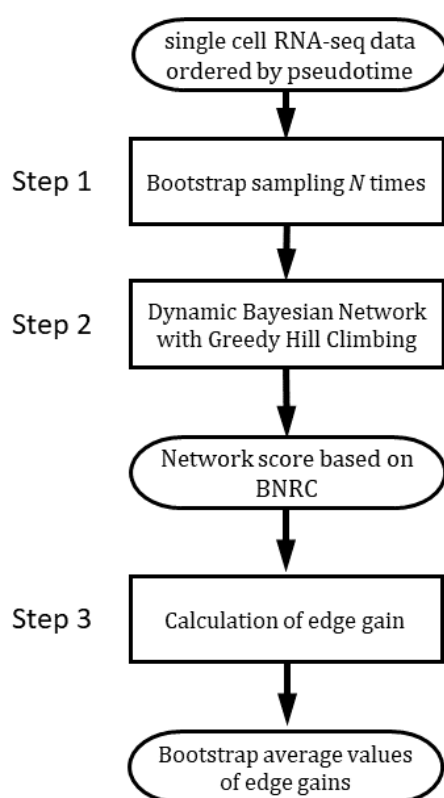 single cell RNA-seq data
ordered by pseudotime
Step 1
Bootstrap sampling N times
Step 2
Dynamic Bayesian Network
with Greedy Hill Climbing
Network score based on
BNRC
Step 3
Calculation of edge gain
Bootstrap average values
of edge gains